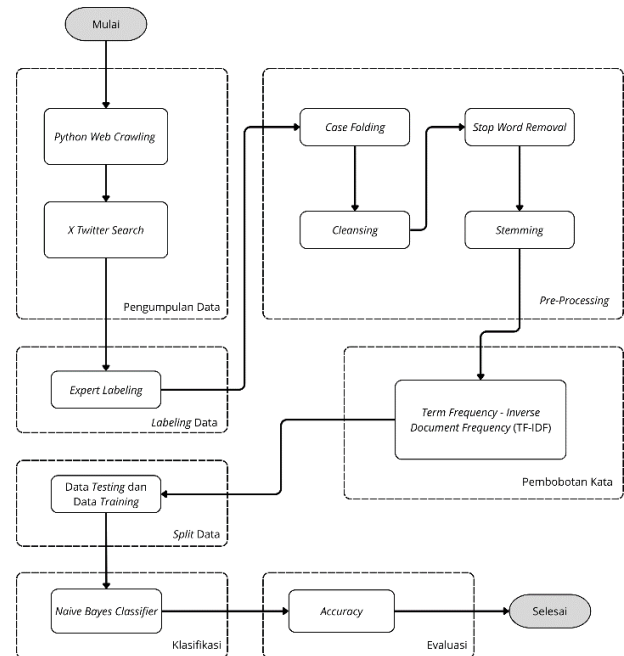 Mulai
Python Web Crawling
X Twitter Search
Pengumpulan Data
Expert Labeling
Labeling Data
Case Folding
Cleansing
Stop Word Removal
Stemming
Pre-Processing
Term Frequency - Inverse
Document Frequency (TF-IDF)
Pembobotan Kata
Data Testing dan
Data Training
Split Data
Naive Bayes Classifier
Klasifikasi
Accuracy
Evaluasi
Selesai